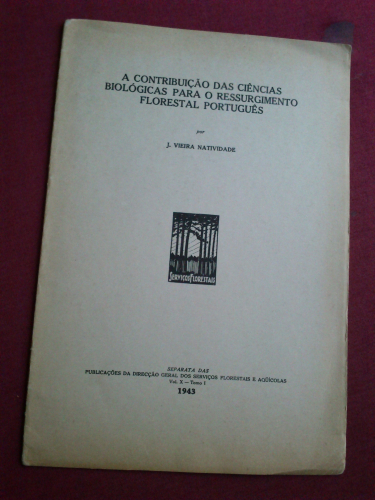 A CONTRIBUIÇÃO DAS CIÊNCIAS
BIOLÓGICAS PARA O RESSURGIMENTO
FLORESTAL PORTUGUÊS
por
J. VIEIRA NATIVIDADE
SERVIÇOS FLORESTAIS
SEPARATA DAS
PUBLICAÇÕES DA DIRECÇÃO GERAL DOS SERVIÇOS FLORESTAIS E AQÜÍCOLAS
Vol. X — Tomo I
1943